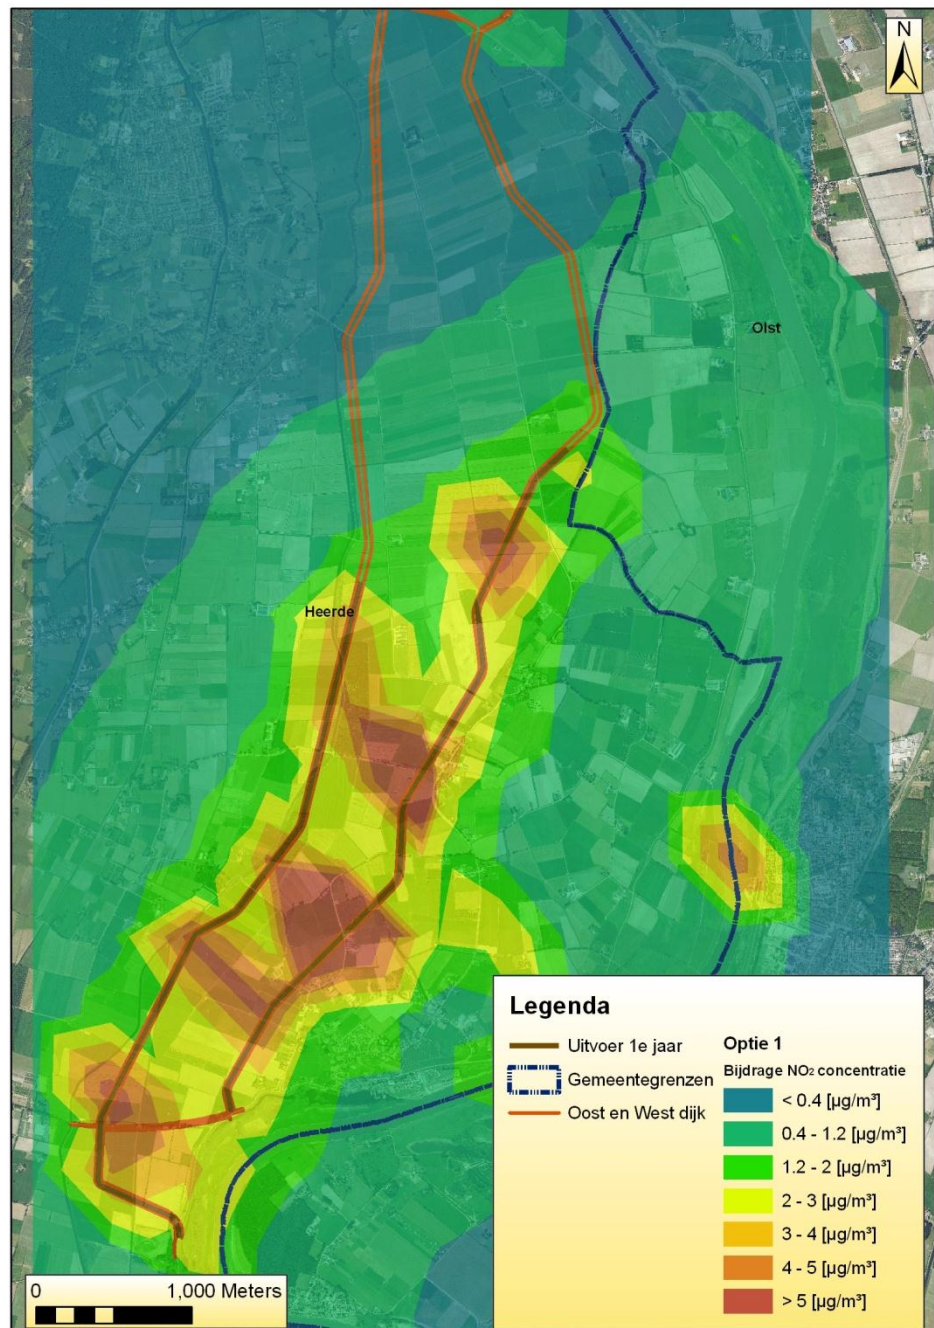 N
Olst
Heerde
Legenda
Uitvoer 1e jaar
Gemeentegrenzen
Oost en West dijk
Optie 1
Bijdrage NO₂ concentratie
< 0.4 [µg/m³]
0.4 - 1.2 [µg/m³]
1.2 - 2 [µg/m³]
2 - 3 [µg/m³]
3 - 4 [µg/m³]
4 - 5 [µg/m³]
> 5 [µg/m³]
0 1,000 Meters